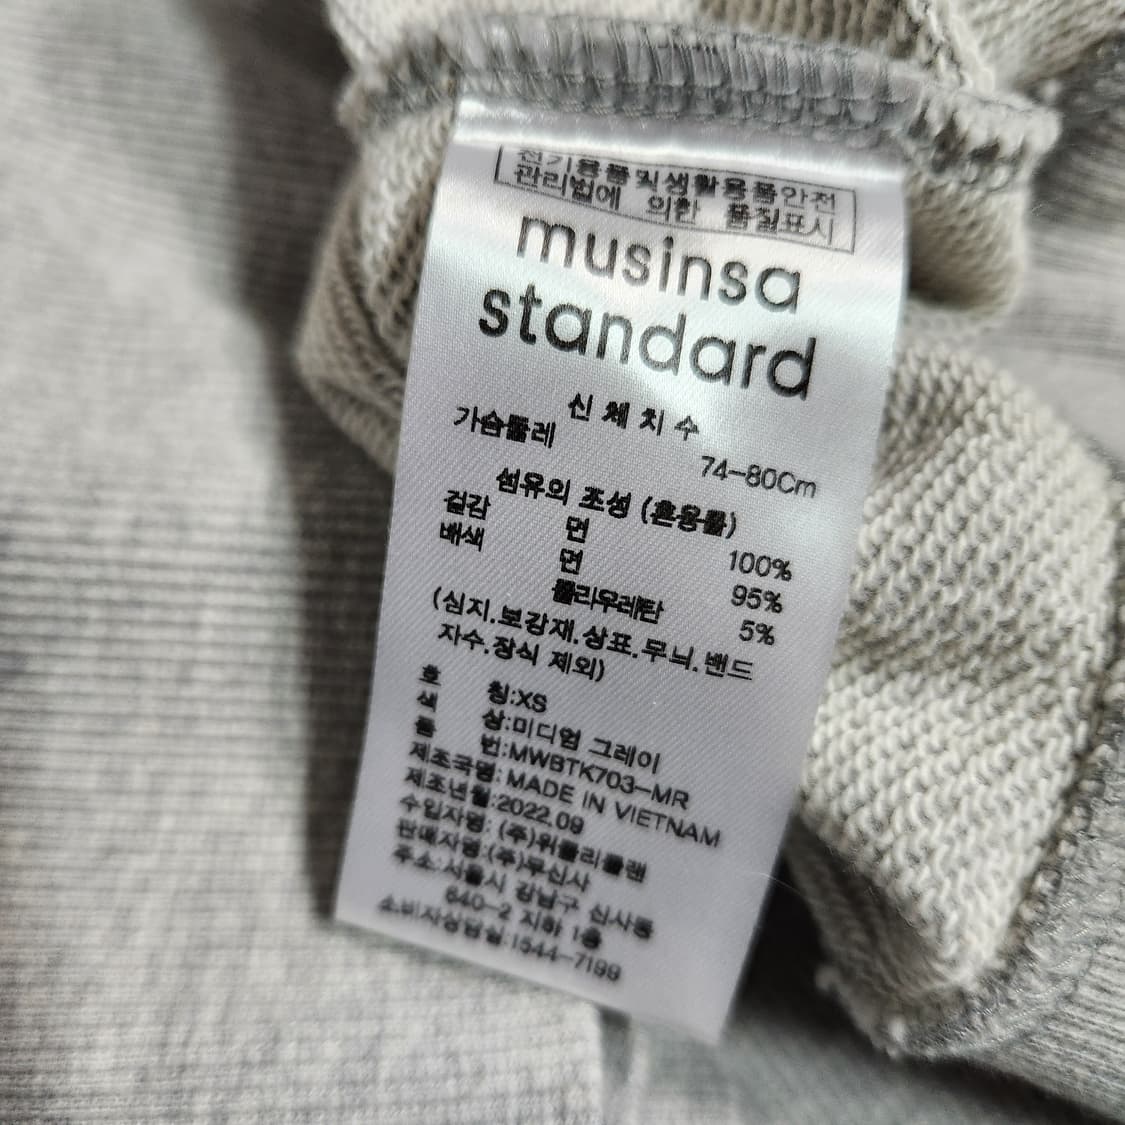 전기용품및생활용품안전
관리법에 의한 품질표시
musinsa
standard
신 체 치 수
가슴둘레
74-80Cm
섬유의 조성 (혼용률)
겉감 면 100%
배색 면 95%
폴리우레탄 5%
(심지.보강재.상표.무늬.밴드
자수.장식 제외)
호 칭:XS
색 상:미디엄 그레이
품 번:MWBTK703-MR
제조국명: MADE IN VIETNAM
제조년월:2022.09
수입자명: (주)위클리플랜
판매자명:(주)무신사
주소:서울시 강남구 신사동
640-2 지하 1층
소비자상담실:1544-7199